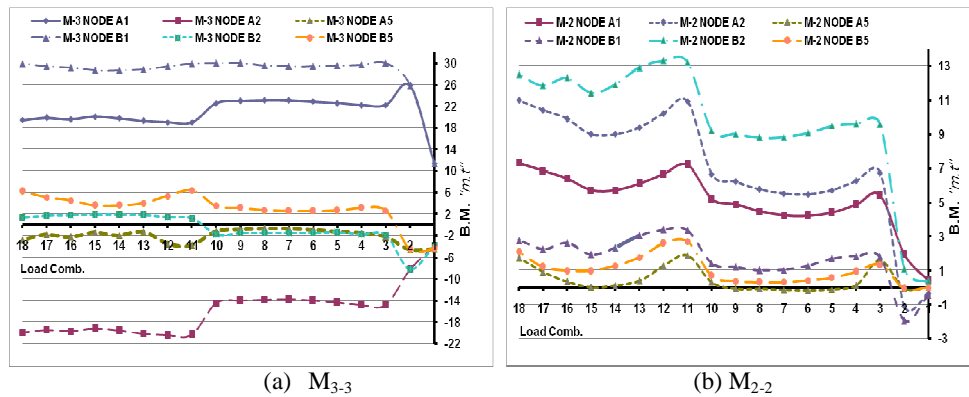 M-3 NODE A1 M-3 NODE A2 M-3 NODE A5
M-3 NODE B1 M-3 NODE B2 M-3 NODE B5
30
26
22
18
14
10
6
2
-2
-6
-10
-14
-18
-22
B.M. "m.t"
18 17 16 15 14 13 12 11 10 9 8 7 6 5 4 3 2 1
Load Comb.
(a) M3-3
M-2 NODE A1 M-2 NODE A2 M-2 NODE A5
M-2 NODE B1 M-2 NODE B2 M-2 NODE B5
13
11
9
7
5
3
1
-1
-3
B.M. "m.t"
18 17 16 15 14 13 12 11 10 9 8 7 6 5 4 3 2 1
Load Comb.
(b) M2-2